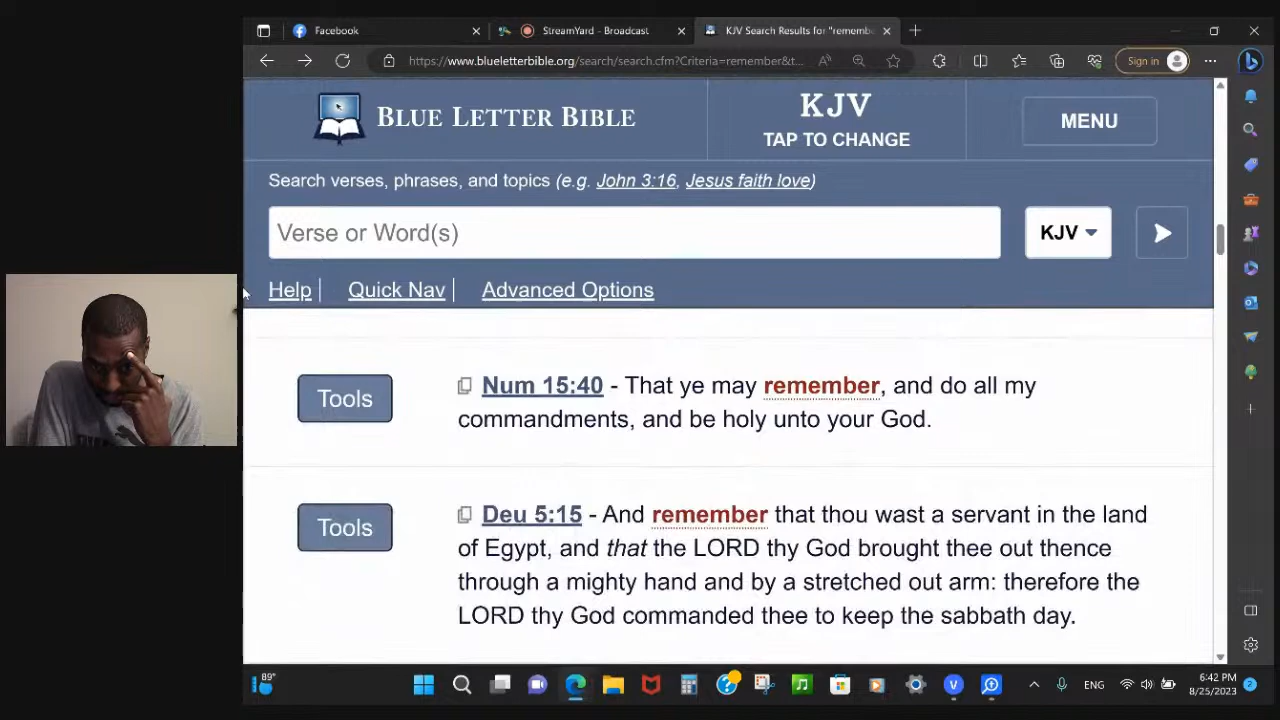 Facebook
StreamYard - Broadcast
KJV Search Results for "rememb
https://www.blueletterbible.org/search/search.cfm?Criteria=remember&t...
Sign in
BLUE LETTER BIBLE
KJV
TAP TO CHANGE
MENU
Search verses, phrases, and topics (e.g. John 3:16, Jesus faith love)
Verse or Word(s)
KJV
Help
Quick Nav
Advanced Options
Tools
Num 15:40 - That ye may remember, and do all my
commandments, and be holy unto your God.
Tools
Deu 5:15 - And remember that thou wast a servant in the land
of Egypt, and that the LORD thy God brought thee out thence
through a mighty hand and by a stretched out arm: therefore the
LORD thy God commanded thee to keep the sabbath day.
89°
ENG
6:42 PM
8/25/2023
2